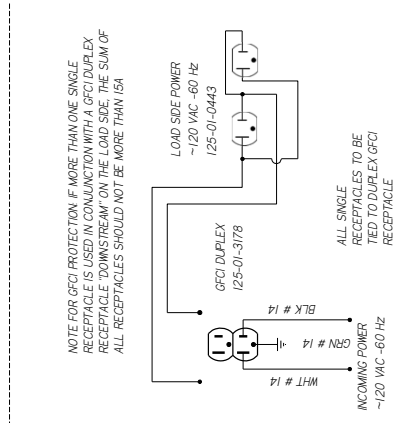 NOTE FOR GFCI PROTECTION. IF MORE THAN ONE SINGLE
RECEPTACLE IS USED IN CONJUNCTION WITH A GFCI DUPLEX
RECEPTACLE "DOWNSTREAM" ON THE LOAD SIDE, THE SUM OF
ALL RECEPTACLES SHOULD NOT BE MORE THAN 15A
LOAD SIDE POWER
~120 VAC -60 Hz
125-01-0443
GFCI DUPLEX
125-01-3178
ALL SINGLE
RECEPTACLES TO BE
TIED TO DUPLEX GFCI
RECEPTACLE
BLK # 14
GRN # 14
WHT # 14
INCOMING POWER
~120 VAC -60 Hz